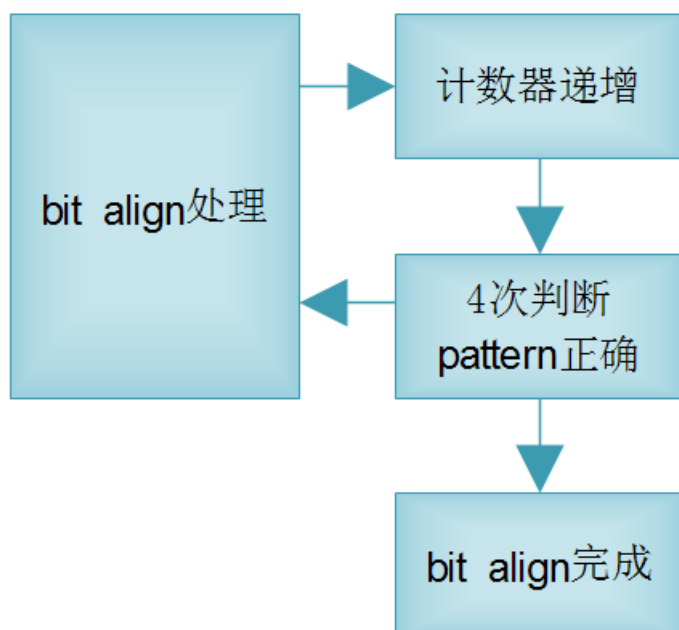 bit align处理
计数器递增
4次判断
pattern正确
bit align完成